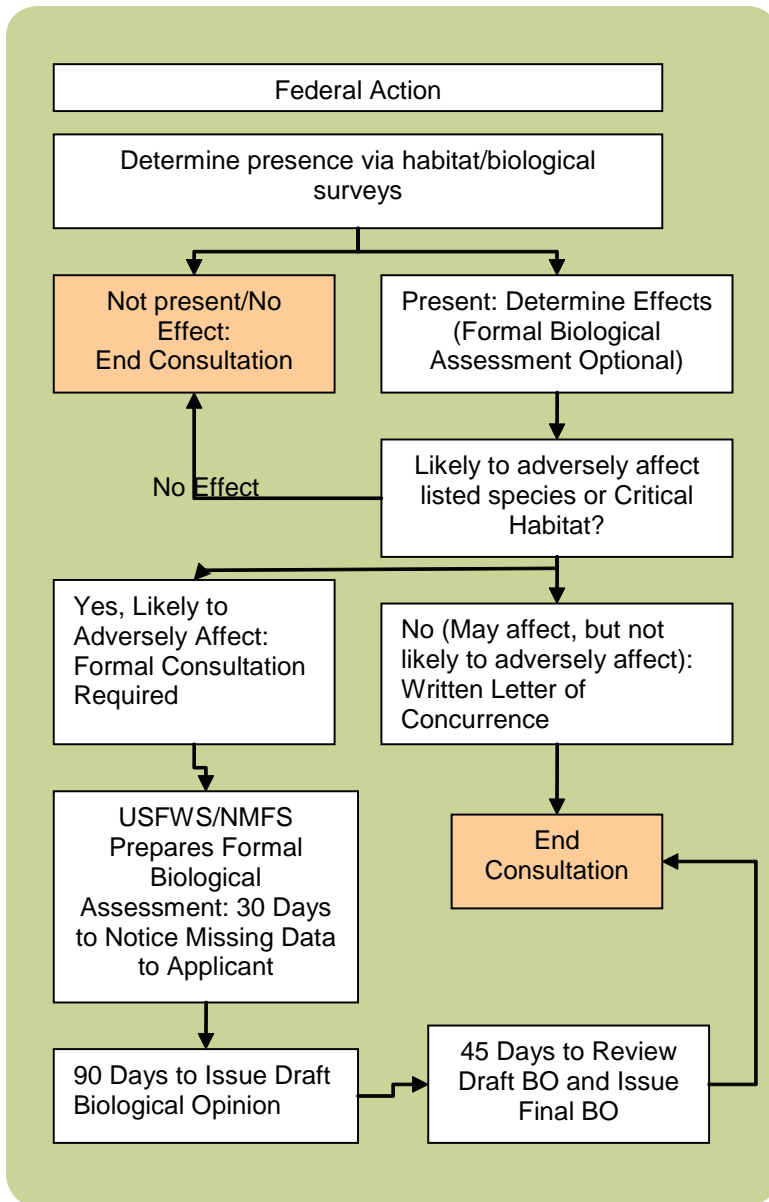 Federal Action
Determine presence via habitat/biological
surveys
Not present/No
Effect:
End Consultation
Present: Determine Effects
(Formal Biological
Assessment Optional)
No Effect
Likely to adversely affect
listed species or Critical
Habitat?
Yes, Likely to
Adversely Affect:
Formal Consultation
Required
No (May affect, but not
likely to adversely affect):
Written Letter of
Concurrence
USFWS/NMFS
Prepares Formal
Biological
Assessment: 30 Days
to Notice Missing Data
to Applicant
End
Consultation
90 Days to Issue Draft
Biological Opinion
45 Days to Review
Draft BO and Issue
Final BO